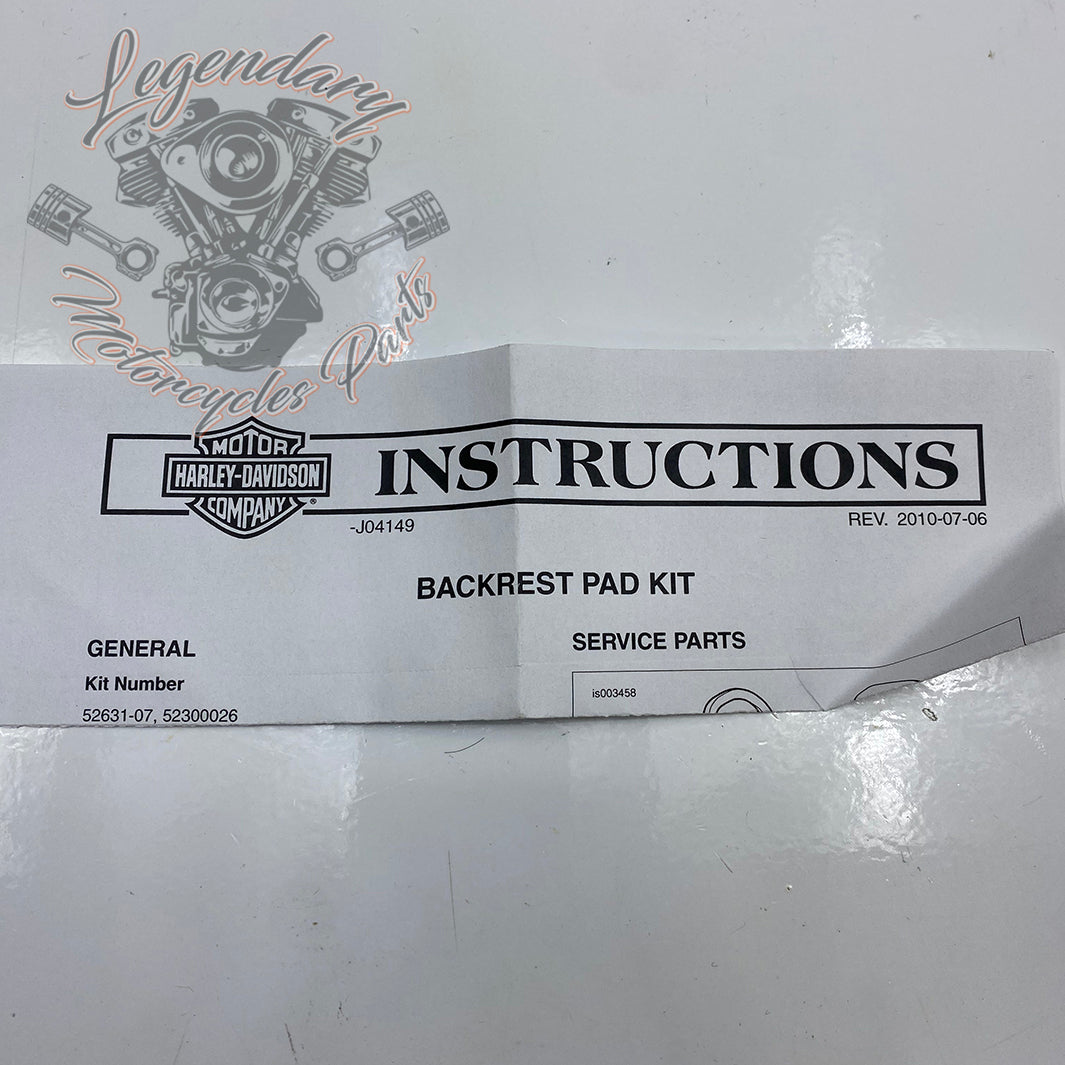 Legendary
Motorcycles Parts
MOTOR
HARLEY-DAVIDSON
COMPANY
®
INSTRUCTIONS
-J04149
REV. 2010-07-06
BACKREST PAD KIT
GENERAL
Kit Number
52631-07, 52300026
SERVICE PARTS
is003458